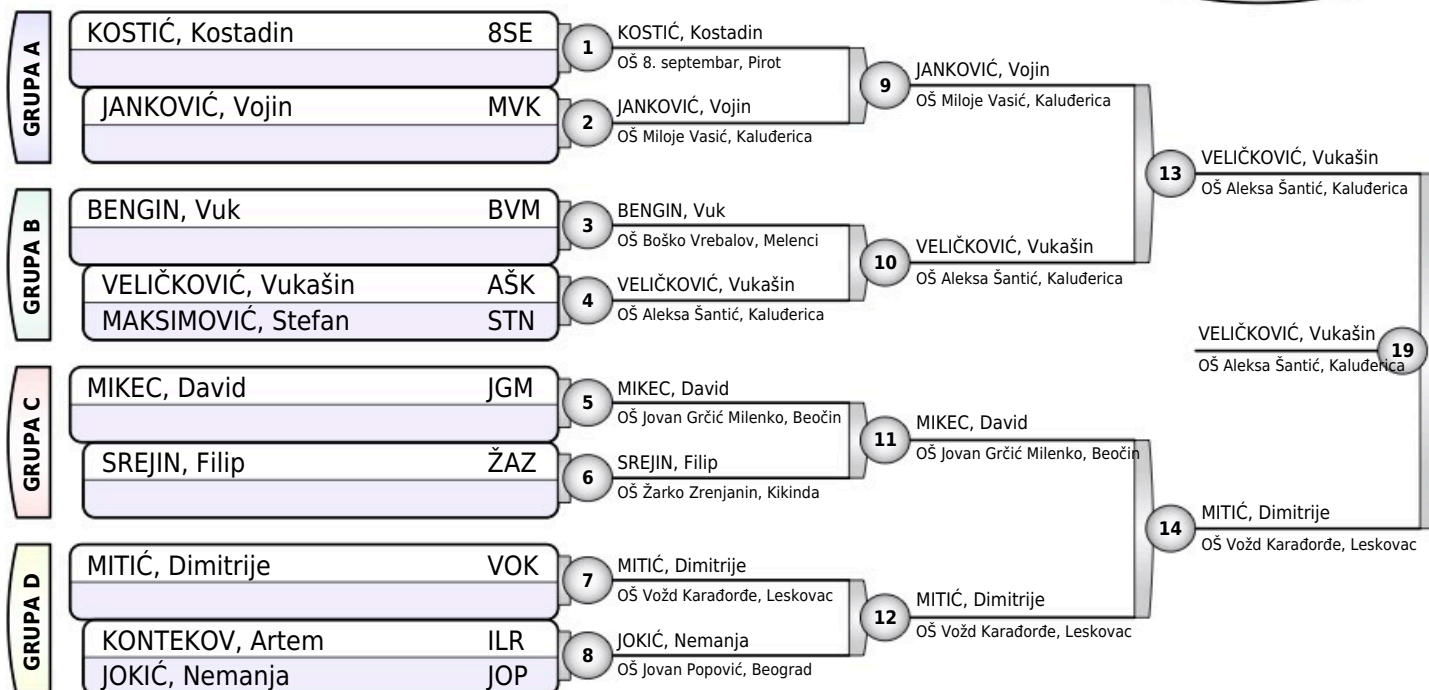 GRUPA A
KOSTIĆ, Kostadin 8SE
JANKOVIĆ, Vojin MVK
GRUPA B
BENGIN, Vuk BVM
VELIČKOVIĆ, Vukašin AŠK
MAKSIMOVIĆ, Stefan STN
GRUPA C
MIKEC, David JGM
SREJIN, Filip ŽAZ
GRUPA D
MITIĆ, Dimitrije VOK
KONTEKOV, Artem ILR
JOKIĆ, Nemanja JOP
1
KOSTIĆ, Kostadin
OŠ 8. septembar, Pirot
2
JANKOVIĆ, Vojin
OŠ Miloje Vasić, Kaluđerica
3
BENGIN, Vuk
OŠ Boško Vrebalov, Melenci
4
VELIČKOVIĆ, Vukašin
OŠ Aleksa Šantić, Kaluđerica
5
MIKEC, David
OŠ Jovan Grčić Milenko, Beočin
6
SREJIN, Filip
OŠ Žarko Zrenjanin, Kikinda
7
MITIĆ, Dimitrije
OŠ Vožd Karađorđe, Leskovac
8
JOKIĆ, Nemanja
OŠ Jovan Popović, Beograd
9
JANKOVIĆ, Vojin
OŠ Miloje Vasić, Kaluđerica
10
VELIČKOVIĆ, Vukašin
OŠ Aleksa Šantić, Kaluđerica
11
MIKEC, David
OŠ Jovan Grčić Milenko, Beočin
12
MITIĆ, Dimitrije
OŠ Vožd Karađorđe, Leskovac
13
VELIČKOVIĆ, Vukašin
OŠ Aleksa Šantić, Kaluđerica
14
MITIĆ, Dimitrije
OŠ Vožd Karađorđe, Leskovac
VELIČKOVIĆ, Vukašin
OŠ Aleksa Šantić, Kaluđerica
19